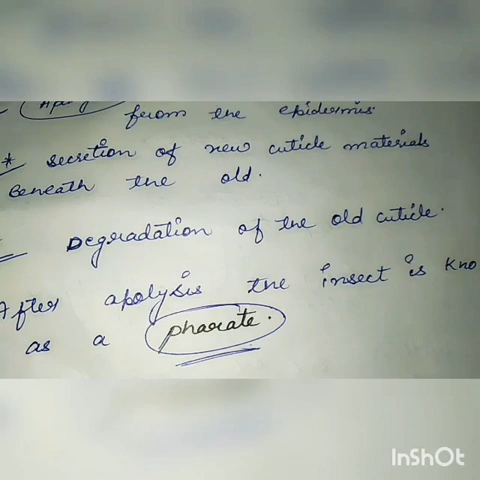 from the epidermis
* secretion of new cuticle materials
Beneath the old.
Degradation of the old cuticle.
After apolysis the insect is kno
as a pharate.
InShOt